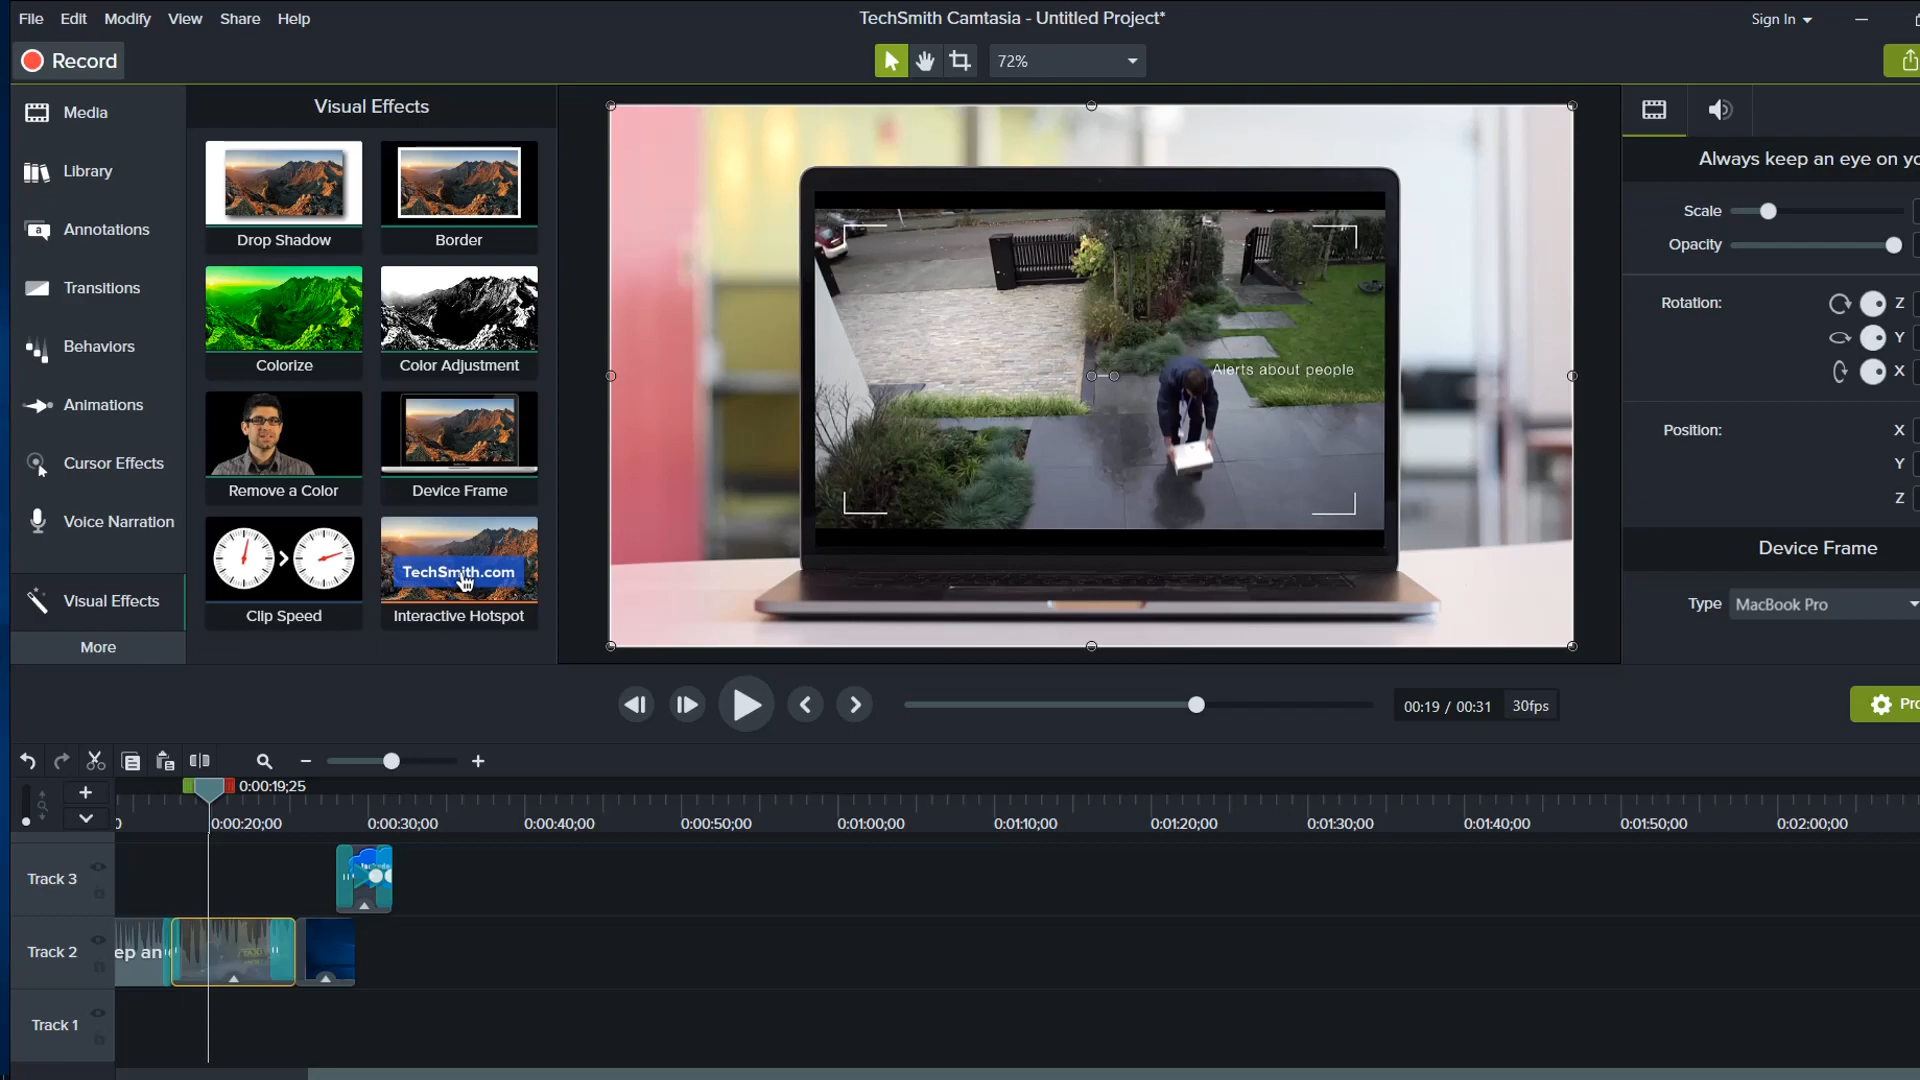 File Edit Modify View Share Help
TechSmith Camtasia - Untitled Project*
Sign In
Record
72%
Media
Library
Annotations
Transitions
Behaviors
Animations
Cursor Effects
Voice Narration
Visual Effects
More
Visual Effects
Drop Shadow
Border
Colorize
Color Adjustment
Remove a Color
Device Frame
Clip Speed
TechSmith.com
Interactive Hotspot
Alerts about people
Always keep an eye on yo
Scale
Opacity
Rotation:
Z
Y
X
Position:
X
Y
Z
Device Frame
Type MacBook Pro
00:19 / 00:31 30fps
Pro
0:00:19;25
0:00:20;00 0:00:30;00 0:00:40;00 0:00:50;00 0:01:00;00 0:01:10;00 0:01:20;00 0:01:30;00 0:01:40;00 0:01:50;00 0:02:00;00
Track 3
Track 2
ep an
Track 1